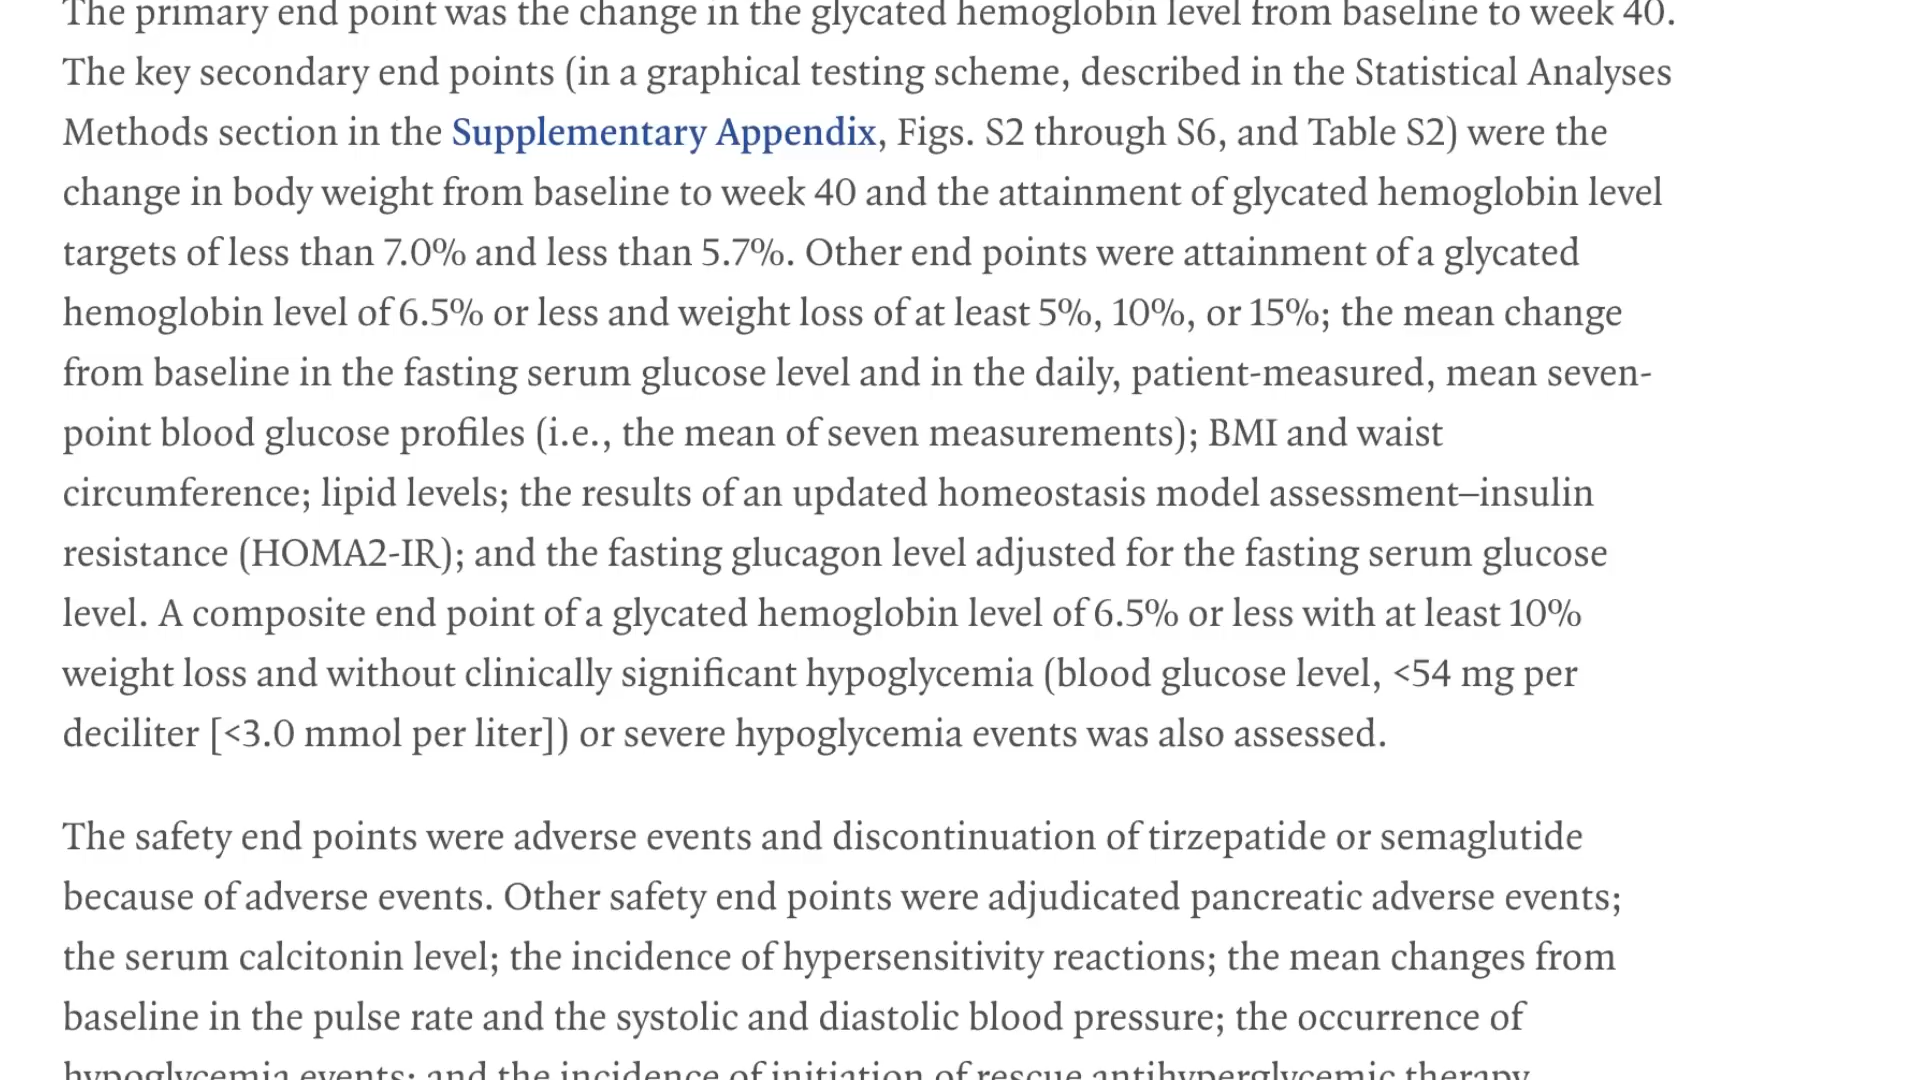 The primary end point was the change in the glycated hemoglobin level from baseline to week 40.
The key secondary end points (in a graphical testing scheme, described in the Statistical Analyses
Methods section in the Supplementary Appendix, Figs. S2 through S6, and Table S2) were the
change in body weight from baseline to week 40 and the attainment of glycated hemoglobin level
targets of less than 7.0% and less than 5.7%. Other end points were attainment of a glycated
hemoglobin level of 6.5% or less and weight loss of at least 5%, 10%, or 15%; the mean change
from baseline in the fasting serum glucose level and in the daily, patient-measured, mean seven-
point blood glucose profiles (i.e., the mean of seven measurements); BMI and waist
circumference; lipid levels; the results of an updated homeostasis model assessment–insulin
resistance (HOMA2-IR); and the fasting glucagon level adjusted for the fasting serum glucose
level. A composite end point of a glycated hemoglobin level of 6.5% or less with at least 10%
weight loss and without clinically significant hypoglycemia (blood glucose level, <54 mg per
deciliter [<3.0 mmol per liter]) or severe hypoglycemia events was also assessed.
The safety end points were adverse events and discontinuation of tirzepatide or semaglutide
because of adverse events. Other safety end points were adjudicated pancreatic adverse events;
the serum calcitonin level; the incidence of hypersensitivity reactions; the mean changes from
baseline in the pulse rate and the systolic and diastolic blood pressure; the occurrence of
hypoglycemia events; and the incidence of initiation of rescue antihyperglycemic therapy